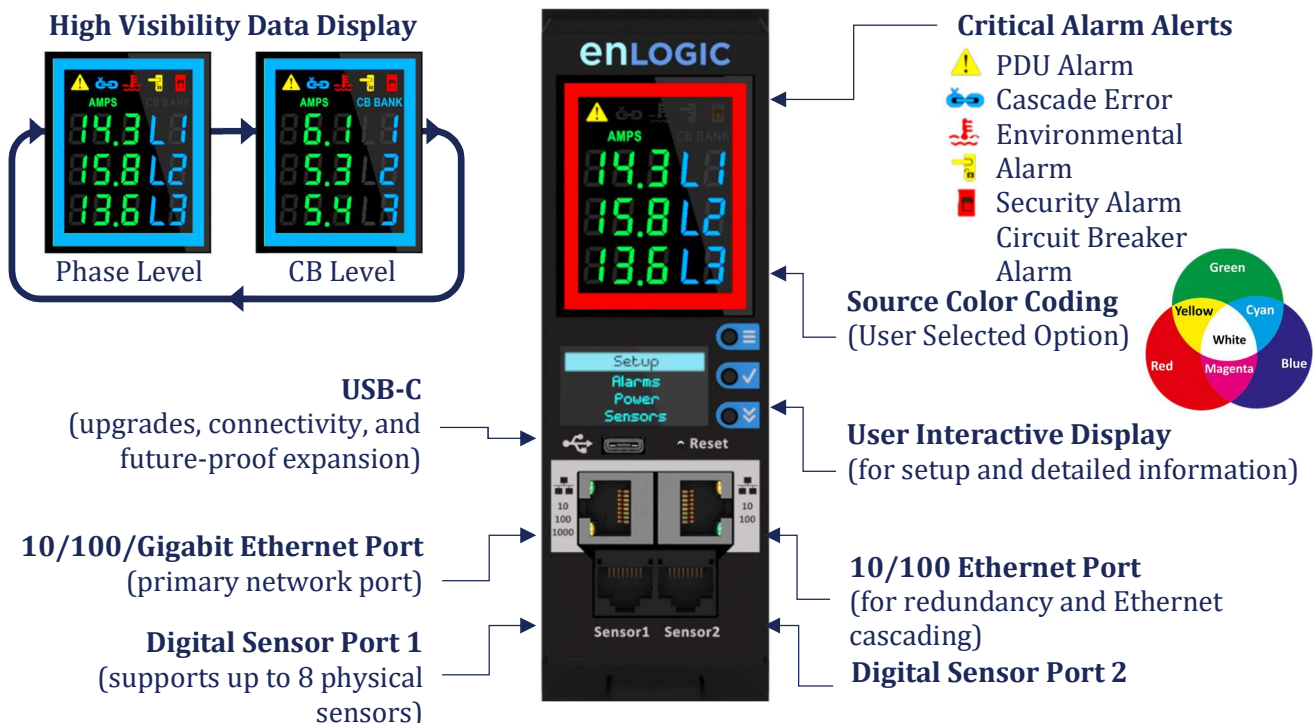 High Visibility Data Display
AMPS CB BANK
14.3 L1
15.8 L2
13.6 L3
Phase Level
AMPS CB BANK
6.1 1
5.3 2
5.4 3
CB Level
enLOGIC
AMPS CB BANK
14.3 L1
15.8 L2
13.6 L3
Setup
Alarms
Power
Sensors
Reset
10
100
1000
10
100
Sensor1 Sensor2
Critical Alarm Alerts
PDU Alarm
Cascade Error
Environmental
Alarm
Security Alarm
Circuit Breaker
Alarm
Source Color Coding
(User Selected Option)
Green
Yellow
Cyan
White
Red
Magenta
Blue
USB-C
(upgrades, connectivity, and
future-proof expansion)
User Interactive Display
(for setup and detailed information)
10/100/Gigabit Ethernet Port
(primary network port)
10/100 Ethernet Port
(for redundancy and Ethernet
cascading)
Digital Sensor Port 1
(supports up to 8 physical
sensors)
Digital Sensor Port 2